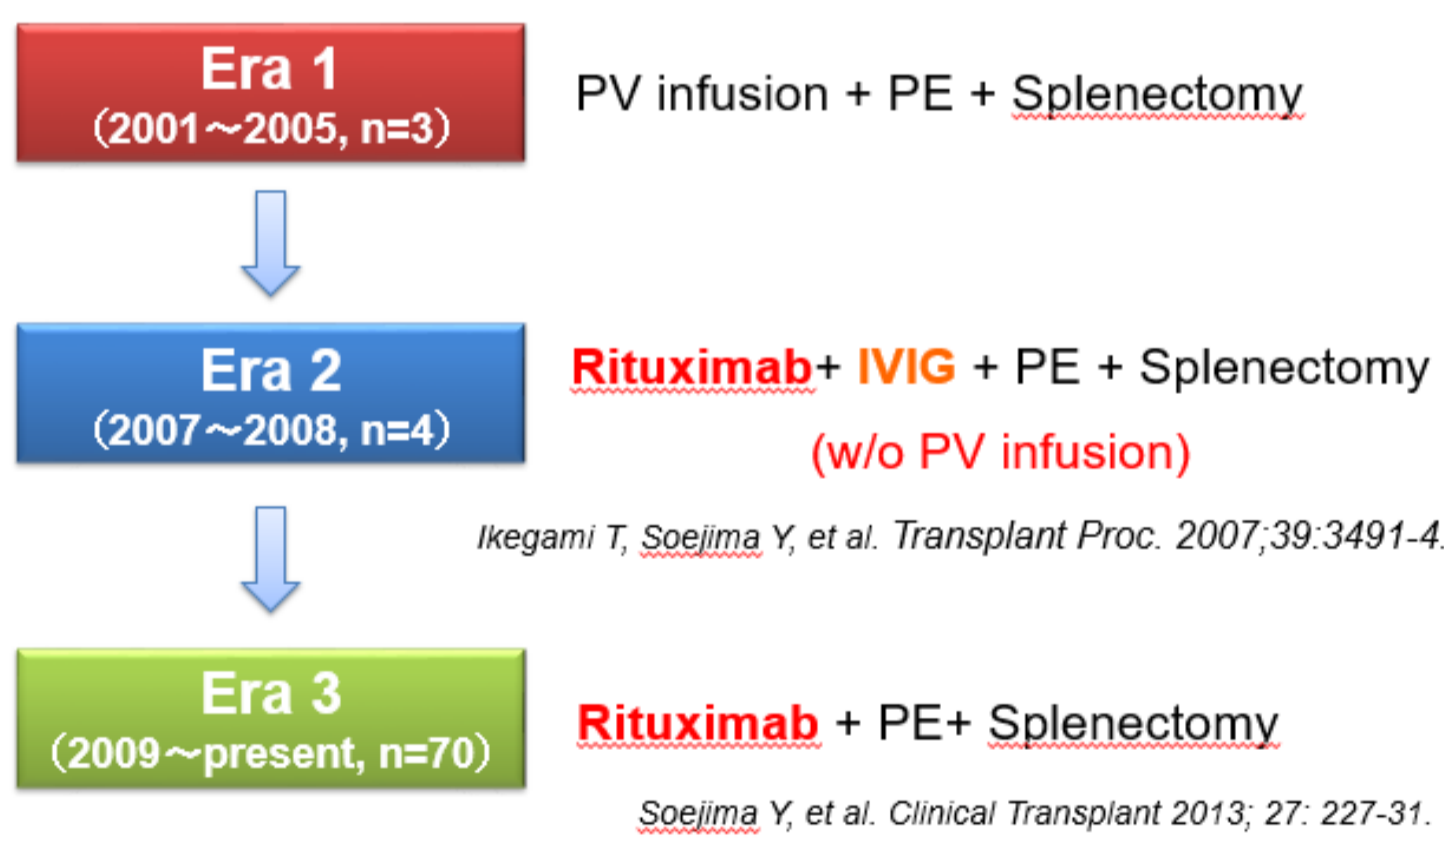 Era 1
（2001～2005, n=3）
PV infusion + PE + Splenectomy
Era 2
（2007～2008, n=4）
Rituximab+ IVIG + PE + Splenectomy
(w/o PV infusion)
Ikegami T, Soejima Y, et al. Transplant Proc. 2007;39:3491-4.
Era 3
（2009～present, n=70）
Rituximab + PE+ Splenectomy
Soejima Y, et al. Clinical Transplant 2013; 27: 227-31.